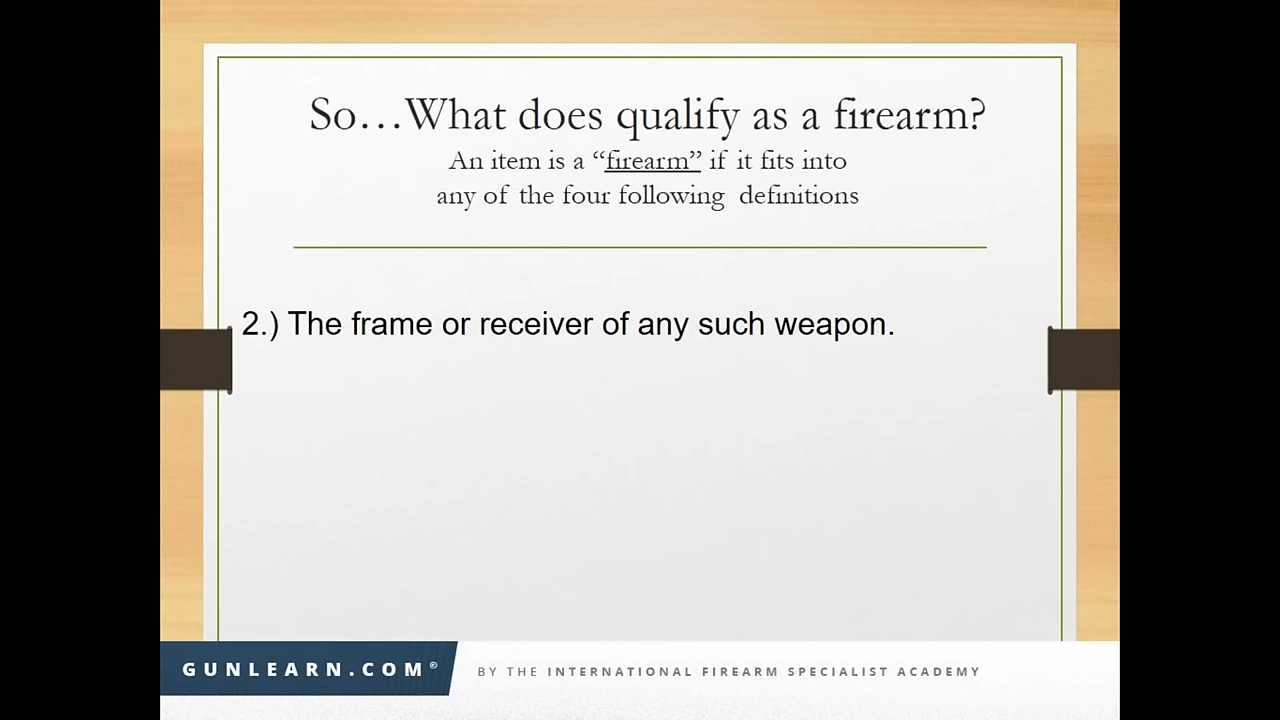 So…What does qualify as a firearm?
An item is a “firearm” if it fits into
any of the four following definitions
2.) The frame or receiver of any such weapon.
GUNLEARN.COM©
BY THE INTERNATIONAL FIREARM SPECIALIST ACADEMY